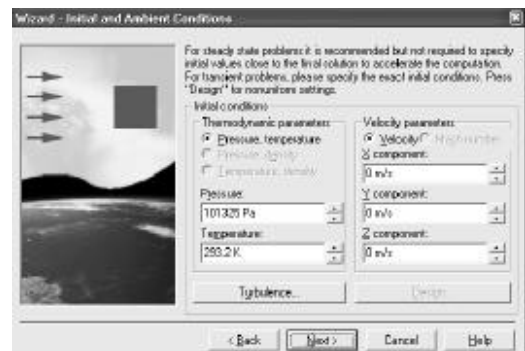 Wizard - Initial and Ambient Conditions
For steady state problems it is recommended but not required to specify
initial values close to the final solution to accelerate the computation.
For transient problems, please specify the exact initial conditions. Press
"Design" for nonuniform settings.
Initial conditions
Thermodynamic parameters
Pressure, temperature
Pressure, density
Temperature, density
Pressure:
101325 Pa
Temperature:
293.2 K
Turbulence...
Velocity parameters
Velocity
Mach number
X component:
0 m/s
Y component:
0 m/s
Z component:
0 m/s
Design
< Back
Next >
Cancel
Help